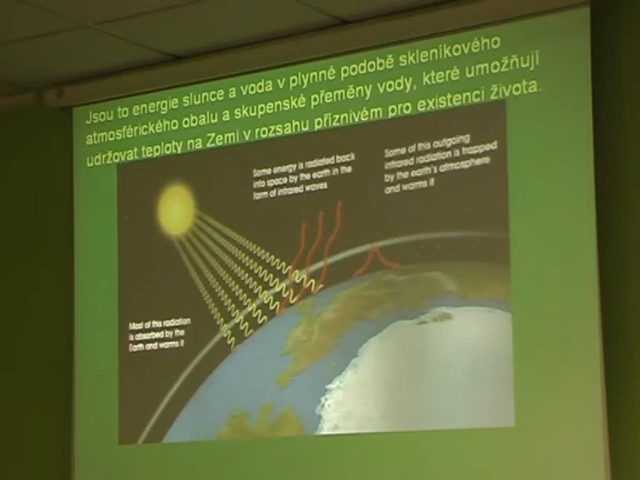 Jsou to energie slunce a voda v plynné podobě skleníkového
atmosférického obalu a skupenské přeměny vody, které umožňují
udržovat teploty na Zemi v rozsahu příznivém pro existenci života.
Some energy is radiated back
into space by the earth in the
form of infrared waves
Some of this outgoing
infrared radiation is trapped
by the earth's atmosphere
and warms it
Most of this radiation
is absorbed by the
Earth and warms it